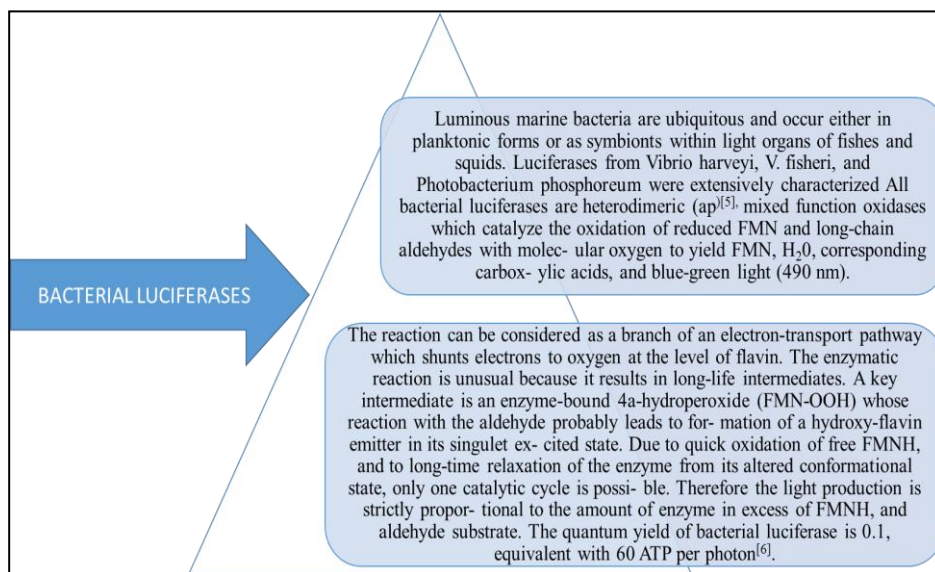 BACTERIAL LUCIFERASES
Luminous marine bacteria are ubiquitous and occur either in
planktonic forms or as symbionts within light organs of fishes and
squids. Luciferases from Vibrio harveyi, V. fisheri, and
Photobacterium phosphoreum were extensively characterized All
bacterial luciferases are heterodimeric (ap)[5], mixed function oxidases
which catalyze the oxidation of reduced FMN and long-chain
aldehydes with molec- ular oxygen to yield FMN, H₂0, corresponding
carbox- ylic acids, and blue-green light (490 nm).
The reaction can be considered as a branch of an electron-transport pathway
which shunts electrons to oxygen at the level of flavin. The enzymatic
reaction is unusual because it results in long-life intermediates. A key
intermediate is an enzyme-bound 4a-hydroperoxide (FMN-OOH) whose
reaction with the aldehyde probably leads to for- mation of a hydroxy-flavin
emitter in its singulet ex- cited state. Due to quick oxidation of free FMNH,
and to long-time relaxation of the enzyme from its altered conformational
state, only one catalytic cycle is possi- ble. Therefore the light production is
strictly propor- tional to the amount of enzyme in excess of FMNH, and
aldehyde substrate. The quantum yield of bacterial luciferase is 0.1,
equivalent with 60 ATP per photon[6].